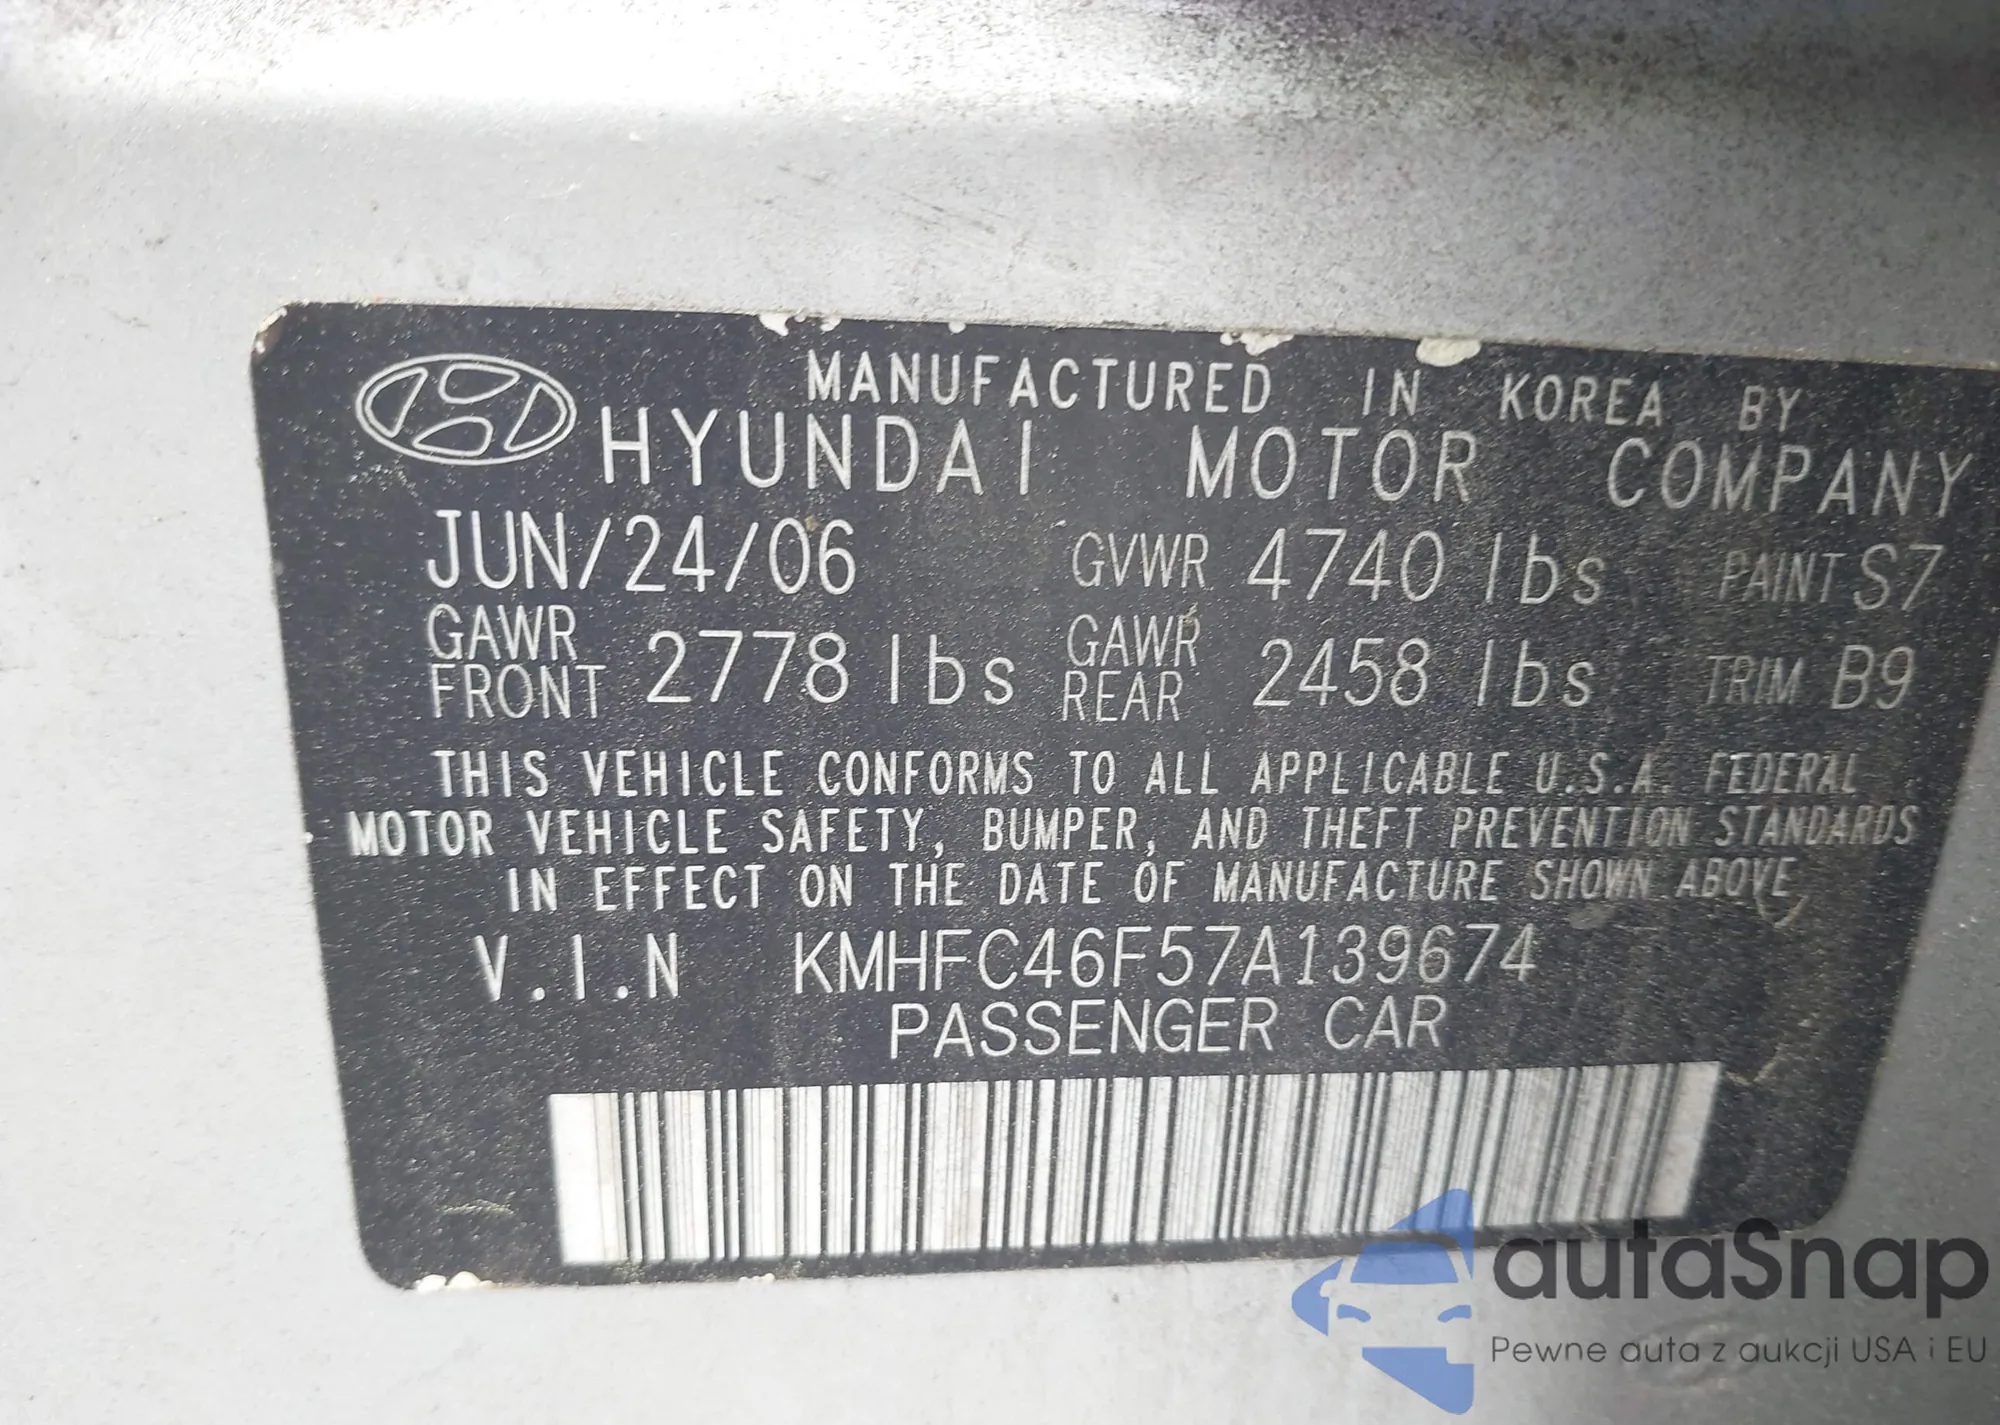 MANUFACTURED IN KOREA BY
HYUNDAI MOTOR COMPANY
JUN/24/06 GVWR 4740 lbs PAINT S7
GAWR FRONT 2778 lbs GAWR REAR 2458 lbs TRIM B9
THIS VEHICLE CONFORMS TO ALL APPLICABLE U.S.A. FEDERAL
MOTOR VEHICLE SAFETY, BUMPER, AND THEFT PREVENTION STANDARDS
IN EFFECT ON THE DATE OF MANUFACTURE SHOWN ABOVE
V.I.N KMHFC46F57A139674
PASSENGER CAR
autaSnap
Pewne auta z aukcji USA i EU